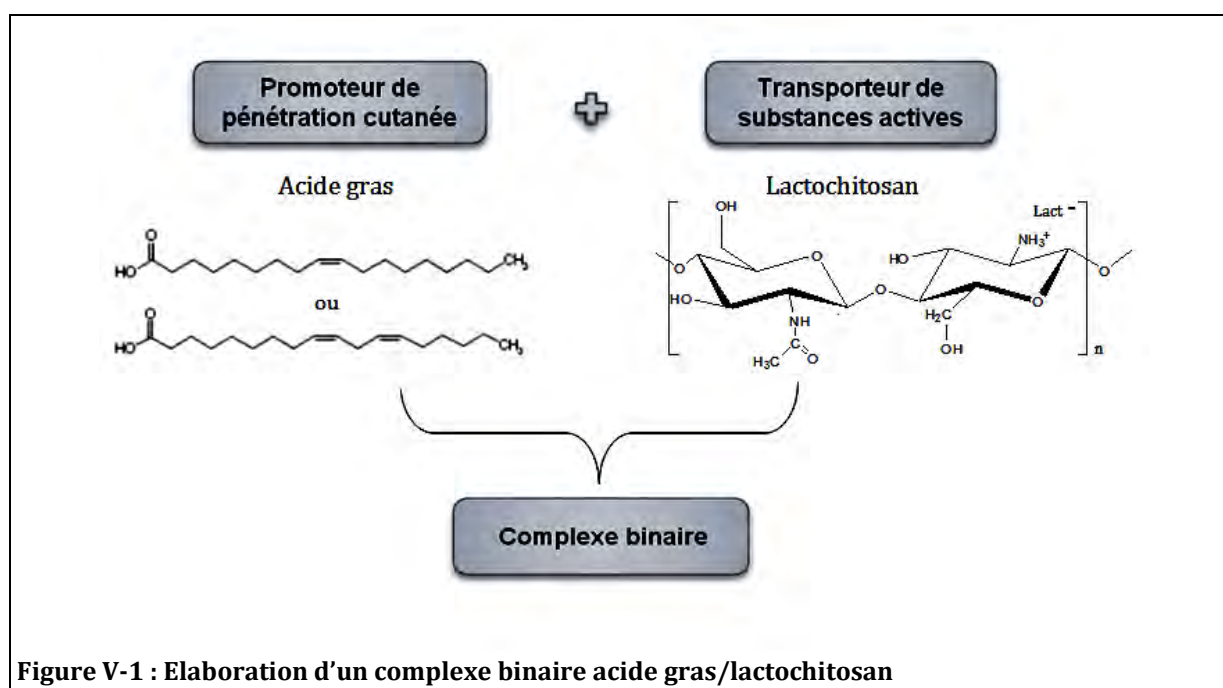 Promoteur de
pénétration cutanée
Transporteur de
substances actives
Acide gras
Lactochitosan
O
HO
CH₃
ou
O
HO
CH₃
OH
Lact⁻
NH₃⁺
HO
O
O
O
HO
O
O
NH
H₂C
C
O
H₃C
OH
n
Complexe binaire
Figure V-1 : Elaboration d’un complexe binaire acide gras/lactochitosan